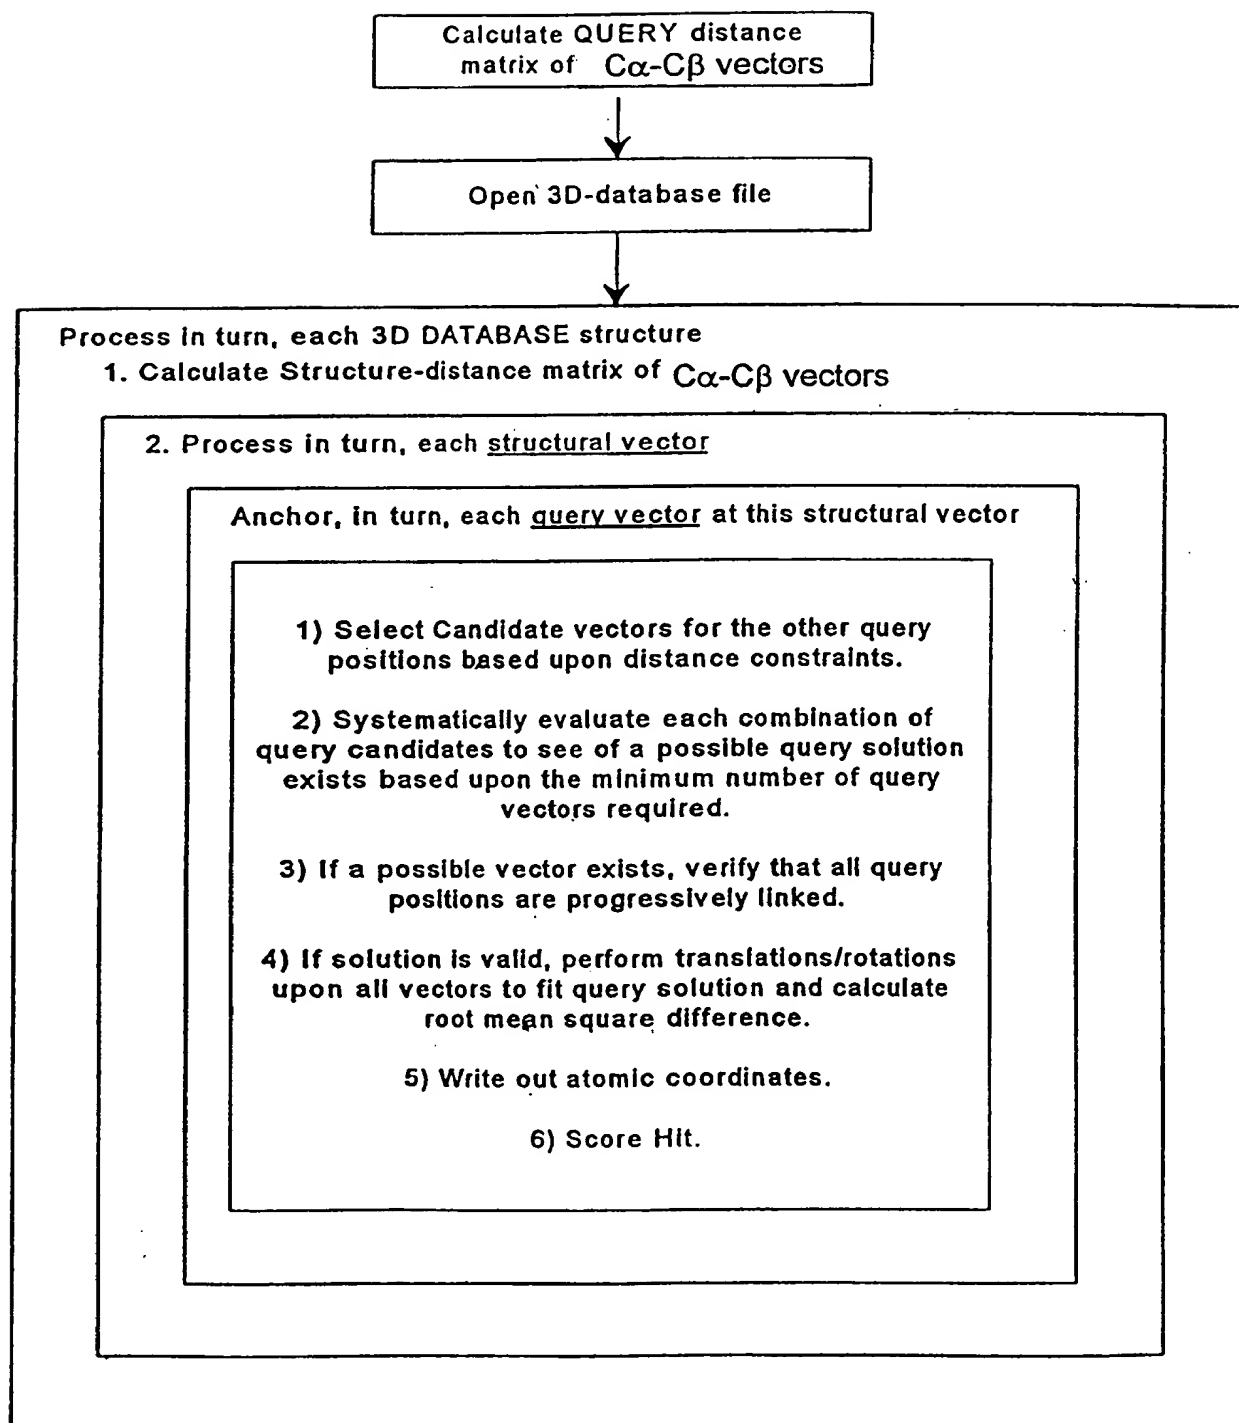 Calculate QUERY distance
matrix of Cα-Cβ vectors
Open 3D-database file
Process in turn, each 3D DATABASE structure
1. Calculate Structure-distance matrix of Cα-Cβ vectors
2. Process in turn, each structural vector
Anchor, in turn, each query vector at this structural vector
1) Select Candidate vectors for the other query
positions based upon distance constraints.
2) Systematically evaluate each combination of
query candidates to see of a possible query solution
exists based upon the minimum number of query
vectors required.
3) If a possible vector exists, verify that all query
positions are progressively linked.
4) If solution is valid, perform translations/rotations
upon all vectors to fit query solution and calculate
root mean square difference.
5) Write out atomic coordinates.
6) Score Hit.